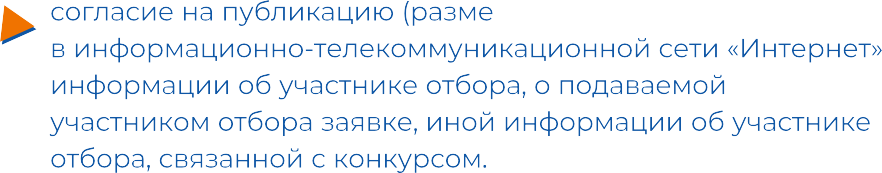 согласие на публикацию (разме
в информационно-телекоммуникационной сети «Интернет»
информации об участнике отбора, о подаваемой
участником отбора заявке, иной информации об участнике
отбора, связанной с конкурсом.